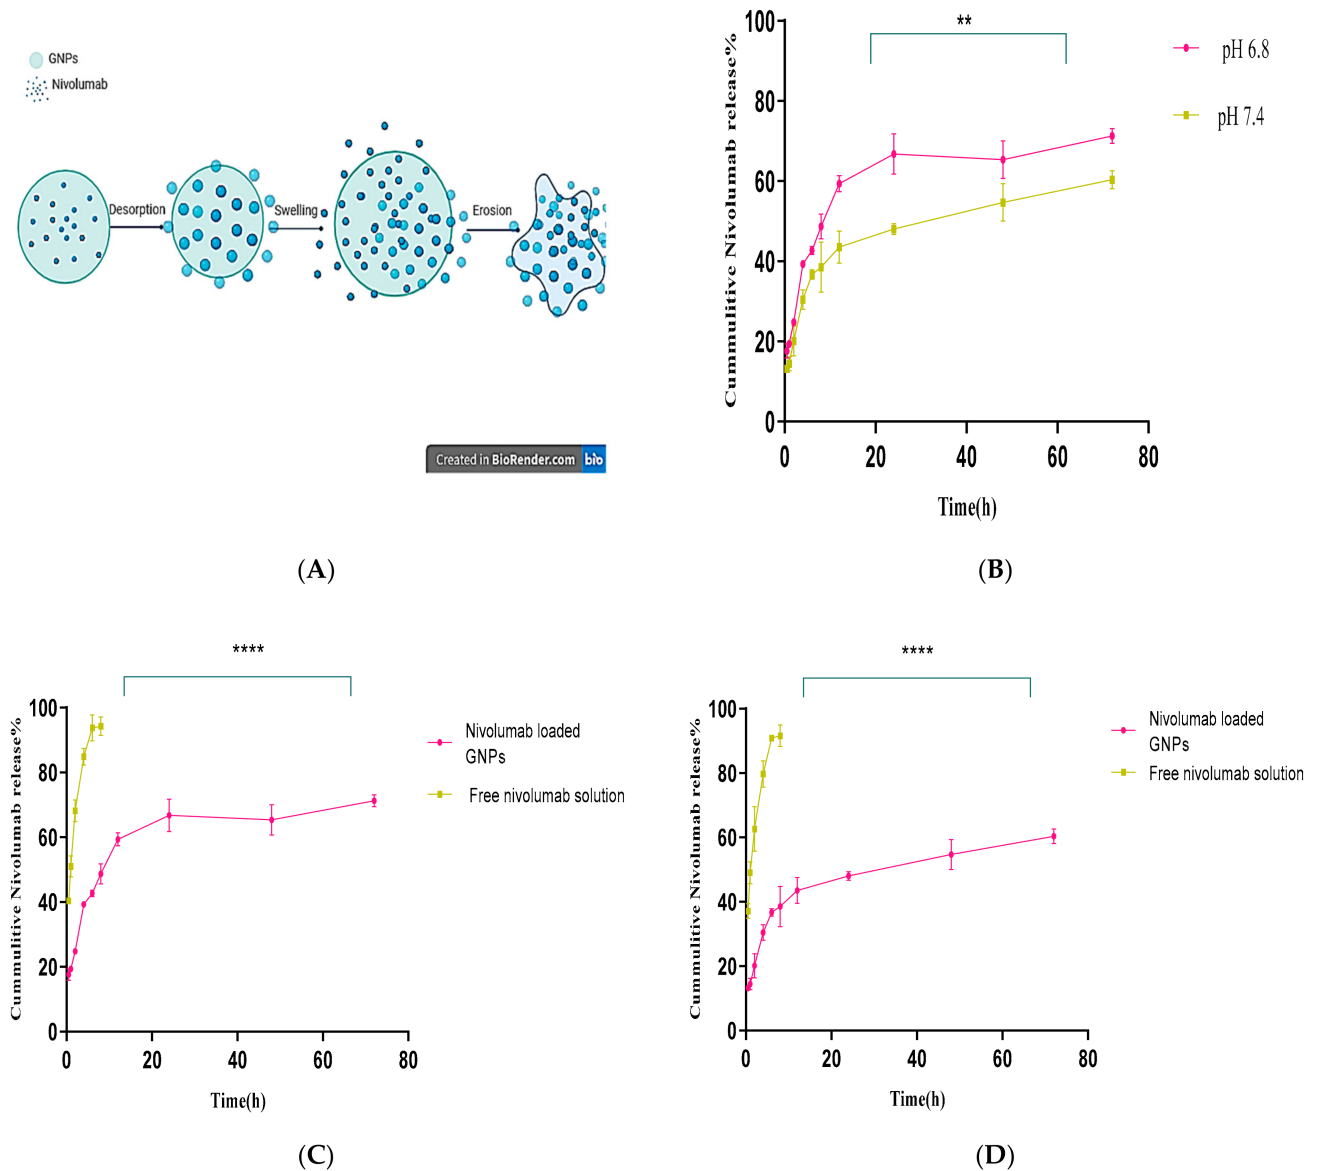 GNPs
Nivolumab
Desorption
Swelling
Erosion
Created in BioRender.com bio
(A)
**
Cummulitive Nivolumab release%
100
80
60
40
20
0
0 20 40 60 80
Time(h)
pH 6.8
pH 7.4
(B)
****
Cummulitive Nivolumab release%
100
80
60
40
20
0
0 20 40 60 80
Time(h)
Nivolumab loaded
GNPs
Free nivolumab solution
(C)
****
Cummulitive Nivolumab release%
100
80
60
40
20
0
0 20 40 60 80
Time(h)
Nivolumab loaded
GNPs
Free nivolumab solution
(D)